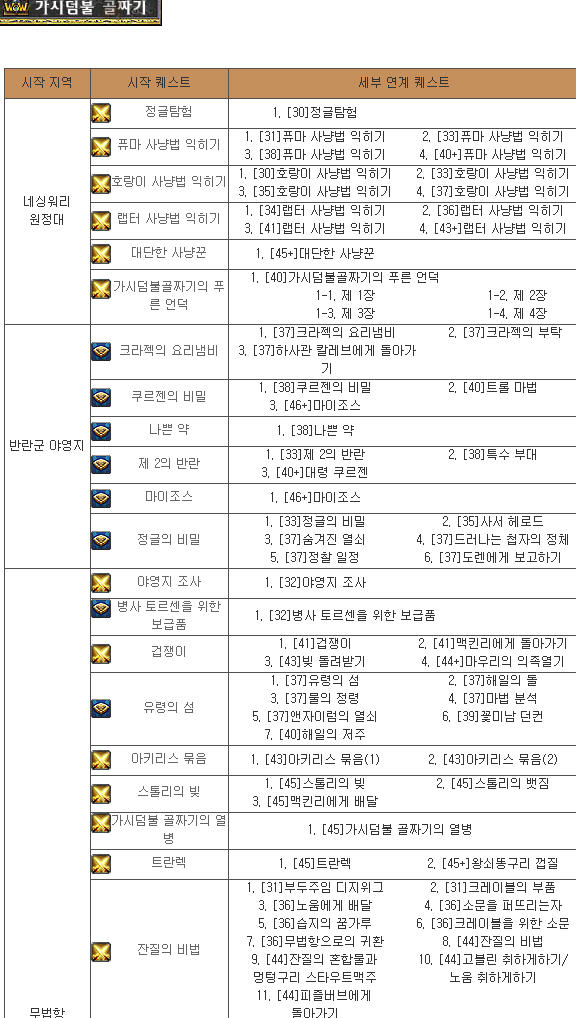 WOW 가시덤불 골짜기
시작 지역 시작 퀘스트 세부 연계 퀘스트
네싱워리
원정대
정글탐험
1. [30]정글탐험
퓨마 사냥법 익히기
1. [31]퓨마 사냥법 익히기 2. [33]퓨마 사냥법 익히기
3. [38]퓨마 사냥법 익히기 4. [40+]퓨마 사냥법 익히기
호랑이 사냥법 익히기
1. [30]호랑이 사냥법 익히기 2. [33]호랑이 사냥법 익히기
3. [35]호랑이 사냥법 익히기 4. [37]호랑이 사냥법 익히기
랩터 사냥법 익히기
1. [34]랩터 사냥법 익히기 2. [36]랩터 사냥법 익히기
3. [41]랩터 사냥법 익히기 4. [43+]랩터 사냥법 익히기
대단한 사냥꾼
1. [45+]대단한 사냥꾼
가시덤불골짜기의 푸
른 언덕
1. [40]가시덤불골짜기의 푸른 언덕
1-1. 제 1장 1-2. 제 2장
1-3. 제 3장 1-4. 제 4장
반란군 야영지
크라젝의 요리냄비
1. [37]크라젝의 요리냄비 2. [37]크라젝의 부탁
3. [37]하사관 칼레브에게 돌아가
기
쿠르젠의 비밀
1. [38]쿠르젠의 비밀 2. [40]트롤 마법
3. [46+]마이조스
나쁜 약
1. [38]나쁜 약
제 2의 반란
1. [33]제 2의 반란 2. [38]특수 부대
3. [40+]대령 쿠르젠
마이조스
1. [46+]마이조스
정글의 비밀
1. [33]정글의 비밀 2. [35]사서 헤로드
3. [37]숨겨진 열쇠 4. [37]드러나는 첩자의 정체
5. [37]정찰 일정 6. [37]도렌에게 보고하기
무법항
야영지 조사
1. [32]야영지 조사
병사 토르센을 위한
보급품
1. [32]병사 토르센을 위한 보급품
겁쟁이
1. [41]겁쟁이 2. [41]맥킨리에게 돌아가기
3. [43]빚 돌려받기 4. [44+]마우리의 의족열기
유령의 섬
1. [37]유령의 섬 2. [37]해일의 돌
3. [37]물의 정령 4. [37]마법 분석
5. [37]앤자이럼의 열쇠 6. [39]꽃미남 던컨
7. [40]해일의 저주
아키리스 묶음
1. [43]아키리스 묶음(1) 2. [43]아키리스 묶음(2)
스톨리의 빚
1. [45]스톨리의 빚 2. [45]스톨리의 뱃짐
3. [45]맥킨리에게 배달
가시덤불 골짜기의 열
병
1. [45]가시덤불 골짜기의 열병
트란렉
1. [45]트란렉 2. [45+]왕쇠똥구리 껍질
잔질의 비법
1. [31]부두주임 디지위그 2. [31]크레이블의 부품
3. [36]노움에게 배달 4. [36]소문을 퍼뜨리는자
5. [36]습지의 꿈가루 6. [36]크레이블을 위한 소문
7. [36]무법항으로의 귀환 8. [44]잔질의 비법
9. [44]잔질의 혼합물과 10. [44]고블린 취하게하기/
멍텅구리 스타우트맥주 노움 취하게하기
11. [44]피즐버브에게
돌아가기